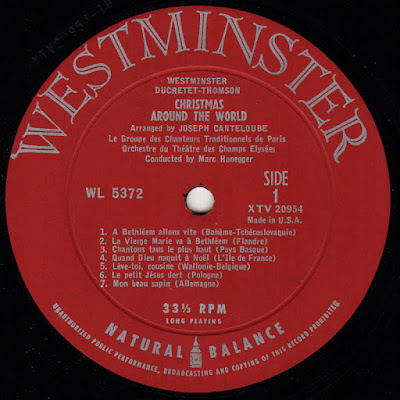 WESTMINSTER
WESTMINSTER
DUCRETET-THOMSON
CHRISTMAS
AROUND THE WORLD
Arranged by JOSEPH CANTELOUBE
Le Groupe des Chanteurs Traditionnels de Paris
Orchestre du Théâtre des Champs Elysées
Conducted by Marc Honegger
WL 5372
SIDE
1
XTV 20954
Made in U.S.A.
1. A Bethléem allons vite (Bohème-Tchécoslovaquie)
2. La Vierge Marie va à Bethléem (Flandre)
3. Chantons tous le plus haut (Pays Basque)
4. Quand Dieu naquit à Noël (L'Ile de France)
5. Lève-toi, cousine (Wallonie-Belgique)
6. Le petit Jésus dort (Pologne)
7. Mon beau sapin (Allemagne)
33⅓ RPM
LONG PLAYING
NATURAL BALANCE
UNAUTHORIZED PUBLIC PERFORMANCE, BROADCASTING AND COPYING OF THIS RECORD PROHIBITED